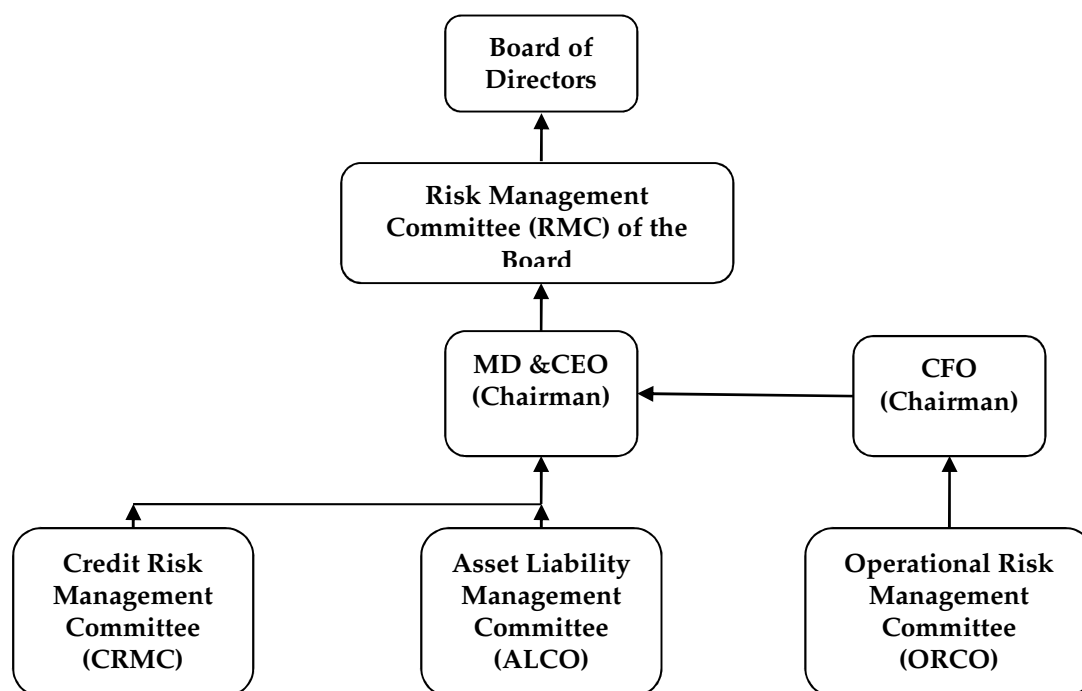 Board of
Directors
Risk Management
Committee (RMC) of the
Board
MD &CEO
(Chairman)
CFO
(Chairman)
Credit Risk
Management
Committee
(CRMC)
Asset Liability
Management
Committee
(ALCO)
Operational Risk
Management
Committee
(ORCO)